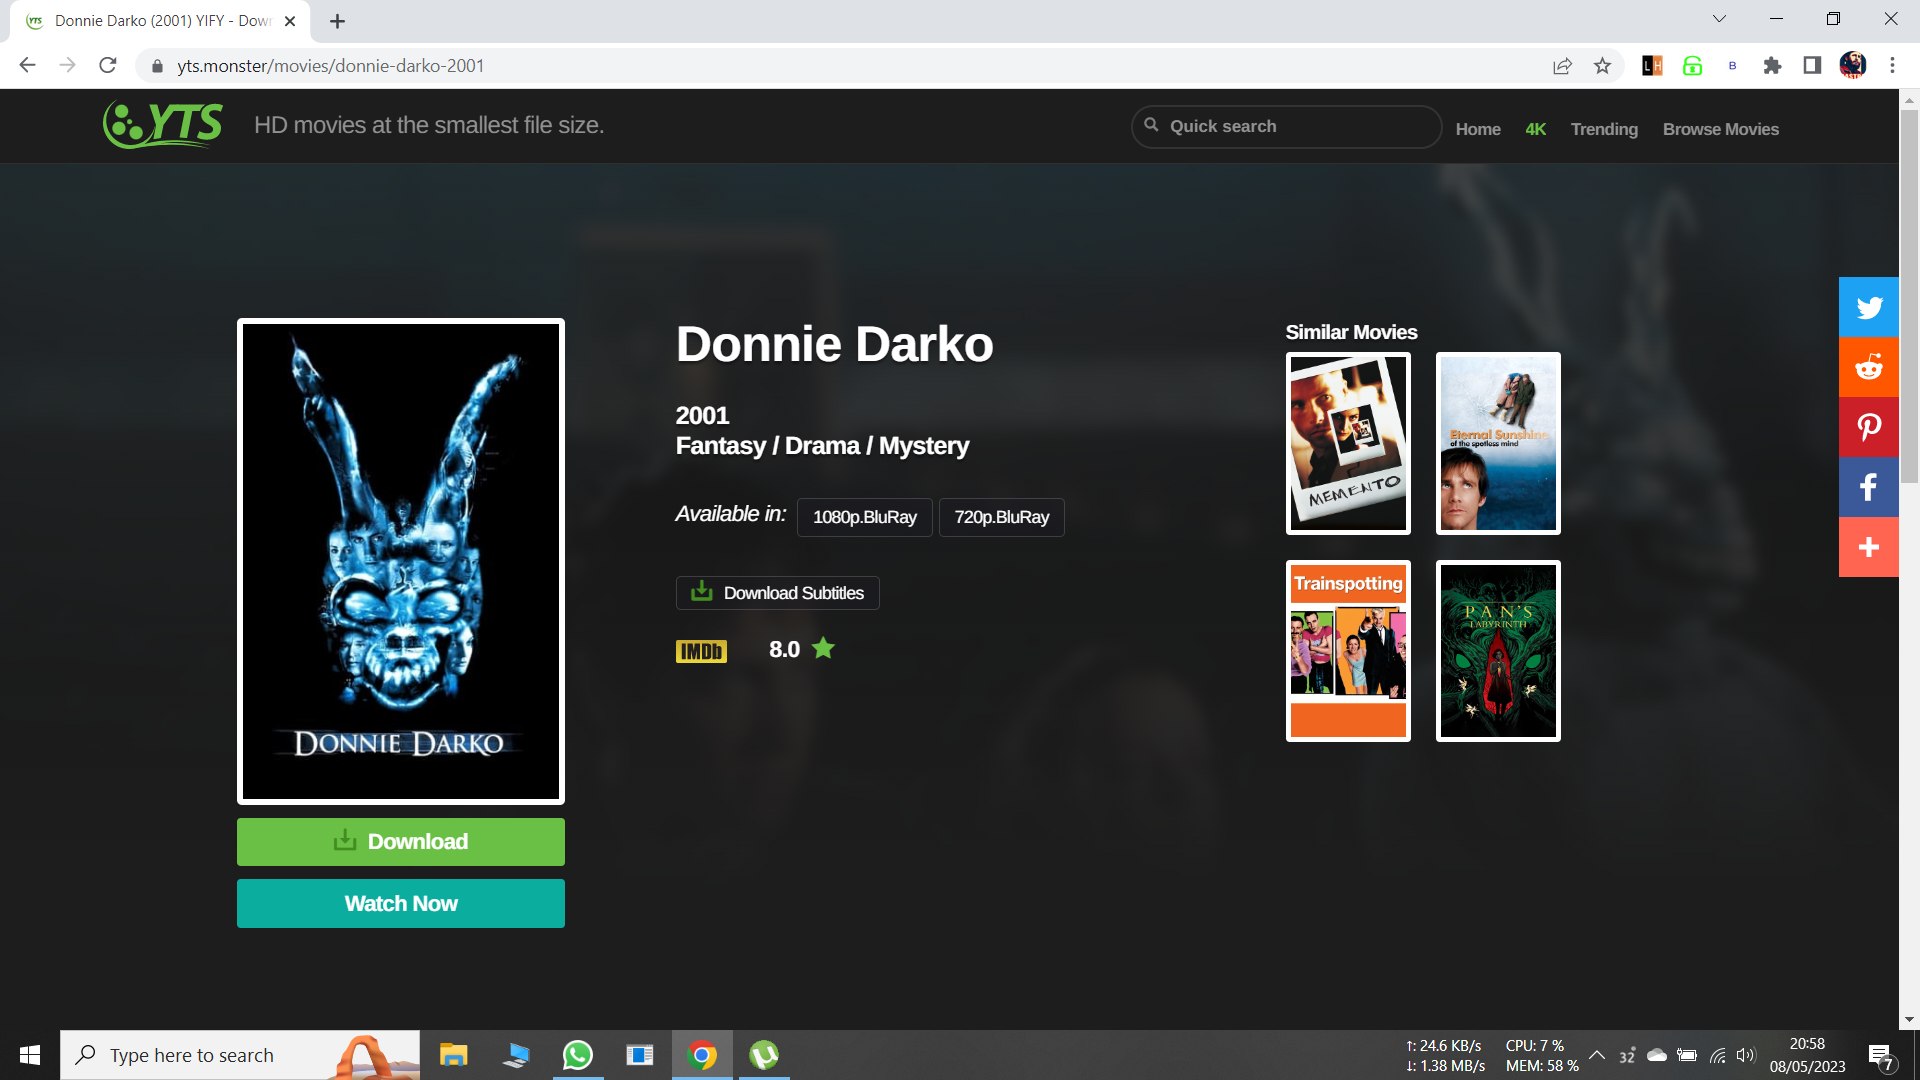 YTS Donnie Darko (2001) YIFY - Dow
yts.monster/movies/donnie-darko-2001
LH
B
YTS
HD movies at the smallest file size.
Quick search
Home
4K
Trending
Browse Movies
Donnie Darko
2001
Fantasy / Drama / Mystery
Available in:
1080p.BluRay
720p.BluRay
Download Subtitles
IMDb
8.0
DONNIE DARKO
Download
Watch Now
Similar Movies
MEMENTO
Eternal Sunshine
of the spotless mind
Trainspotting
PAN'S
LABYRINTH
Type here to search
↑: 24.6 KB/s
↓: 1.38 MB/s
CPU: 7 %
MEM: 58 %
32°
20:58
08/05/2023
7